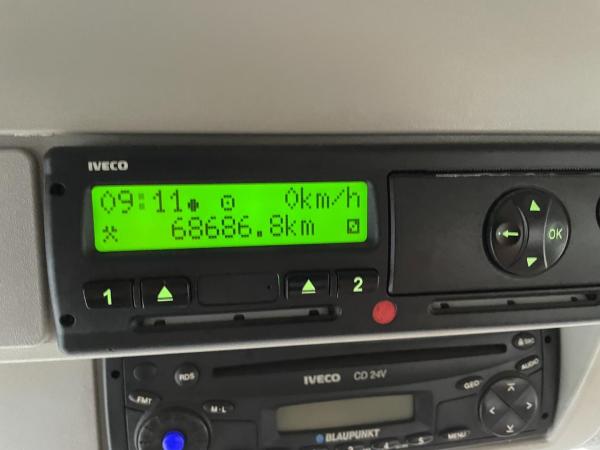 IVECO
09:11 0km/h
68686.8km
OK
1 2
IVECO CD 24V
RDS
AUDIO
GEO
FMT
M·L
BLAUPUNKT
MENU